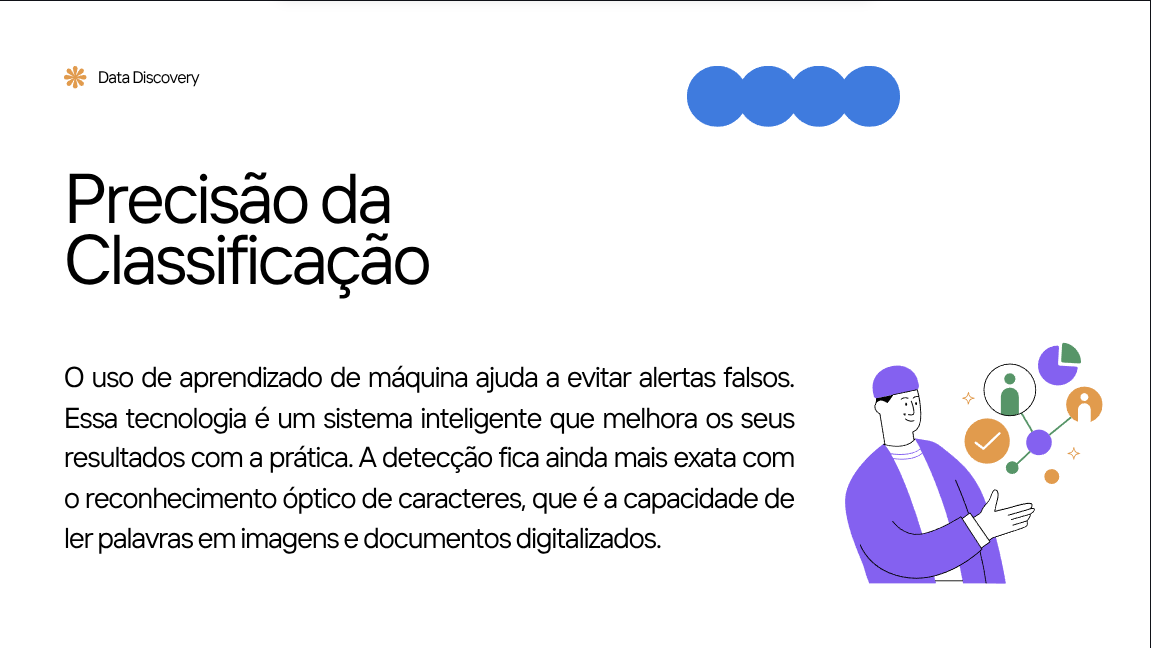 Data Discovery
Precisão da
Classificação
O uso de aprendizado de máquina ajuda a evitar alertas falsos.
Essa tecnologia é um sistema inteligente que melhora os seus
resultados com a prática. A detecção fica ainda mais exata com
o reconhecimento óptico de caracteres, que é a capacidade de
ler palavras em imagens e documentos digitalizados.